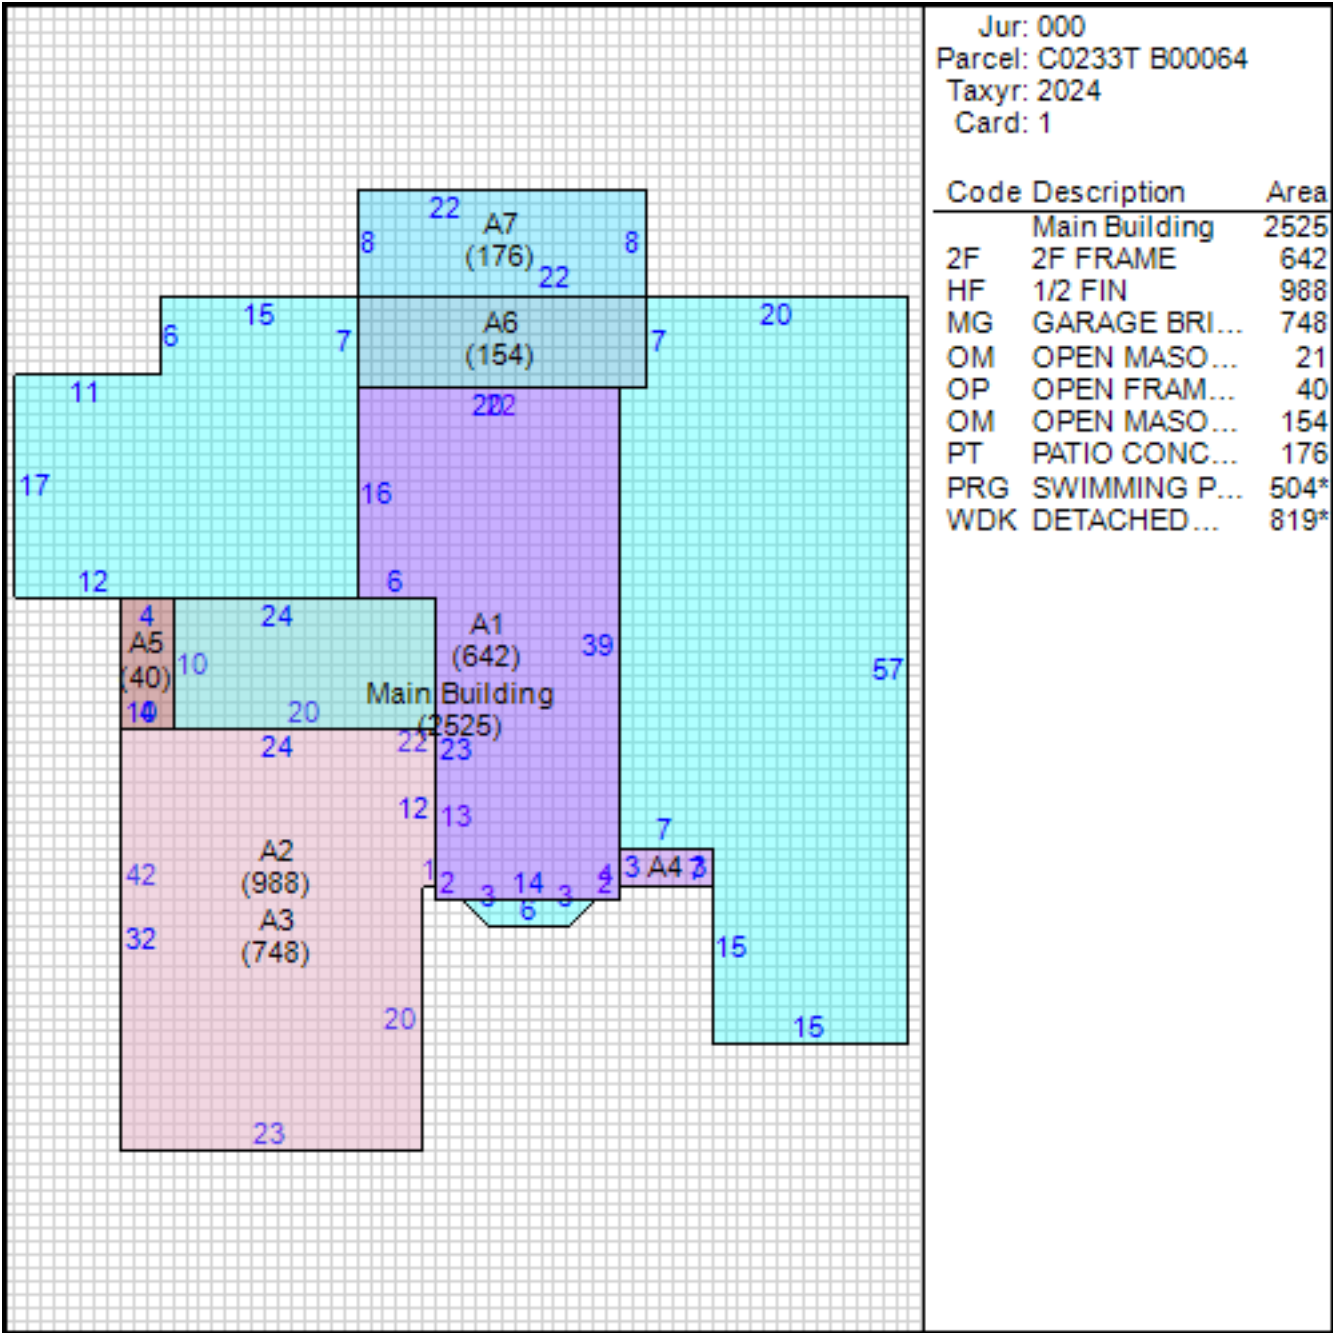 Jur: 000
Parcel: C0233T B00064
Taxyr: 2024
Card: 1
Code Description Area
Main Building 2525
2F 2F FRAME 642
HF 1/2 FIN 988
MG GARAGE BRI... 748
OM OPEN MASO... 21
OP OPEN FRAM... 40
OM OPEN MASO... 154
PT PATIO CONC... 176
PRG SWIMMING P... 504*
WDK DETACHED... 819*
22
A7
8 8
(176)
22
15 A6 20
6 7 (154) 7
11
22
17 16
12 6
4 24 A1
A5 (642) 39
10 57
(40) Main Building
20 (2525)
24 22 23
12 13
7
A2 1 3 A4
42 (988) 2 14 4
3 6 3 2
A3
32 (748) 15
20 15
23